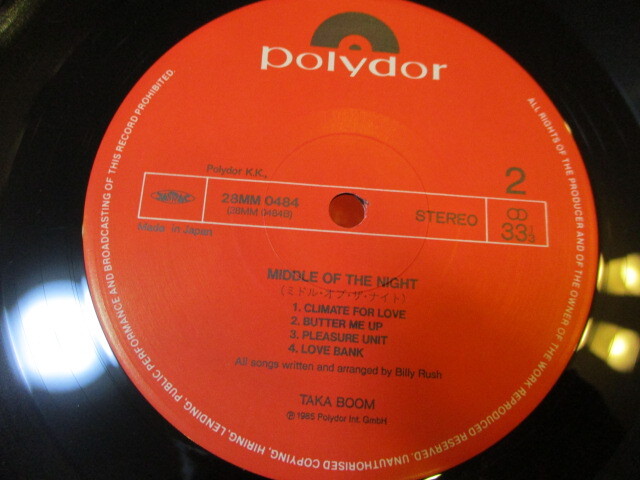 polydor
Polydor K.K.,
28MM 0484
(28MM 0484B)
Made in Japan
STEREO
2
33⅓
MIDDLE OF THE NIGHT
(ミドル・オブ・ザ・ナイト)
1. CLIMATE FOR LOVE
2. BUTTER ME UP
3. PLEASURE UNIT
4. LOVE BANK
All songs written and arranged by Billy Rush
TAKA BOOM
℗1985 Polydor Int. GmbH
ALL RIGHTS OF THE PRODUCER AND OF THE OWNER OF THE WORK REPRODUCED RESERVED. UNAUTHORISED COPYING, HIRING, LENDING, PUBLIC PERFORMANCE AND BROADCASTING OF THIS RECORD PROHIBITED.